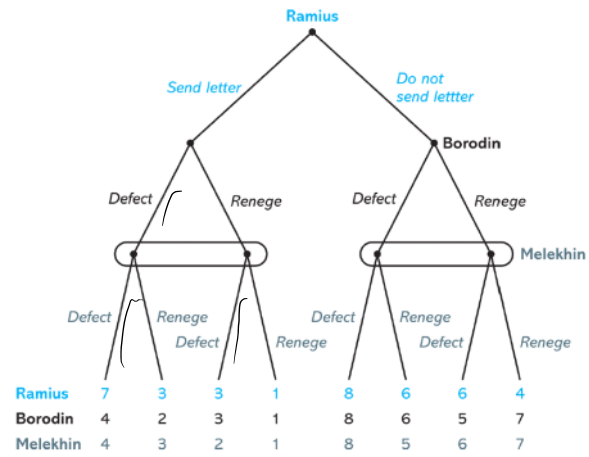 Ramius
Send letter
Do not
send lettter
Borodin
Defect Renege Defect Renege
Melekhin
Defect Renege Defect Renege Defect Renege Defect Renege
Ramius 7 3 3 1 8 6 6 4
Borodin 4 2 3 1 8 6 5 7
Melekhin 4 3 2 1 8 5 6 7